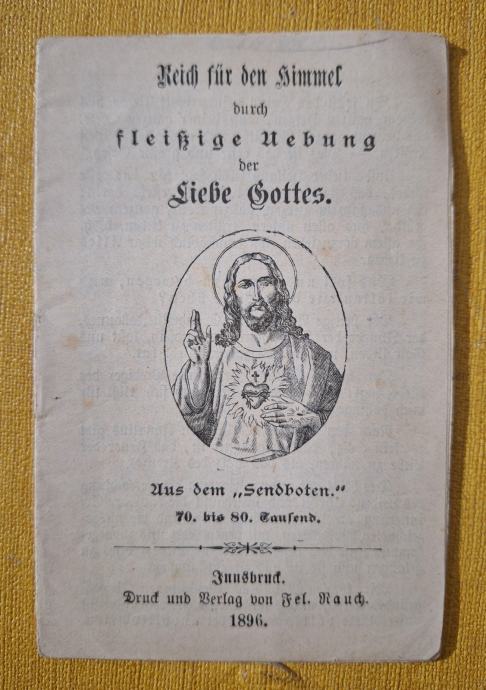 Reich für den Himmel
durch
fleißige Uebung
der
Liebe Gottes.
Aus dem „Sendboten."
70. bis 80. Tausend.
Innsbruck.
Druck und Verlag von Fel. Rauch.
1896.